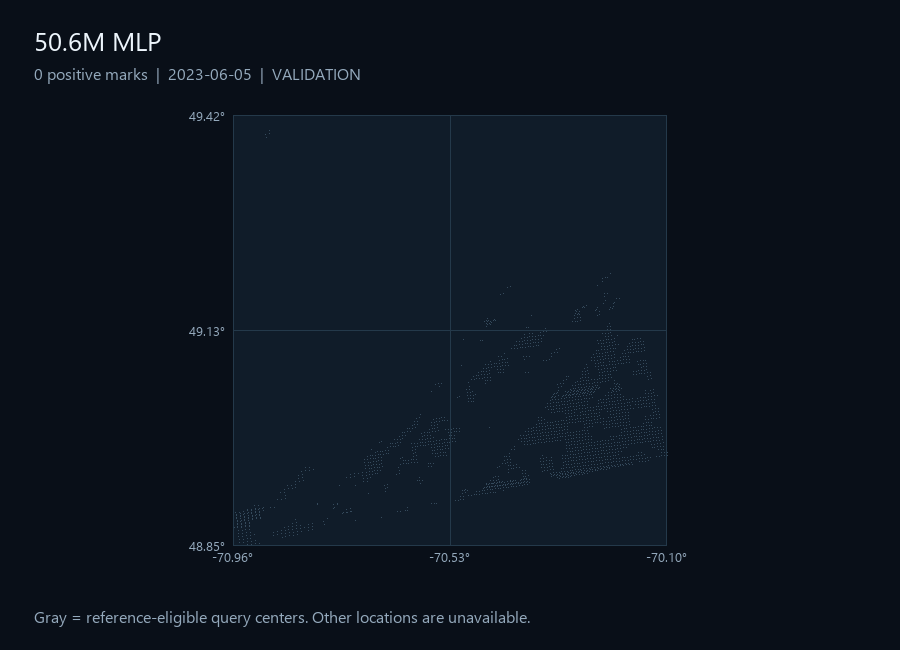 50.6M MLP
0 positive marks | 2023-06-05 | VALIDATION
49.42°
49.13°
48.85°
-70.96°
-70.53°
-70.10°
Gray = reference-eligible query centers. Other locations are unavailable.